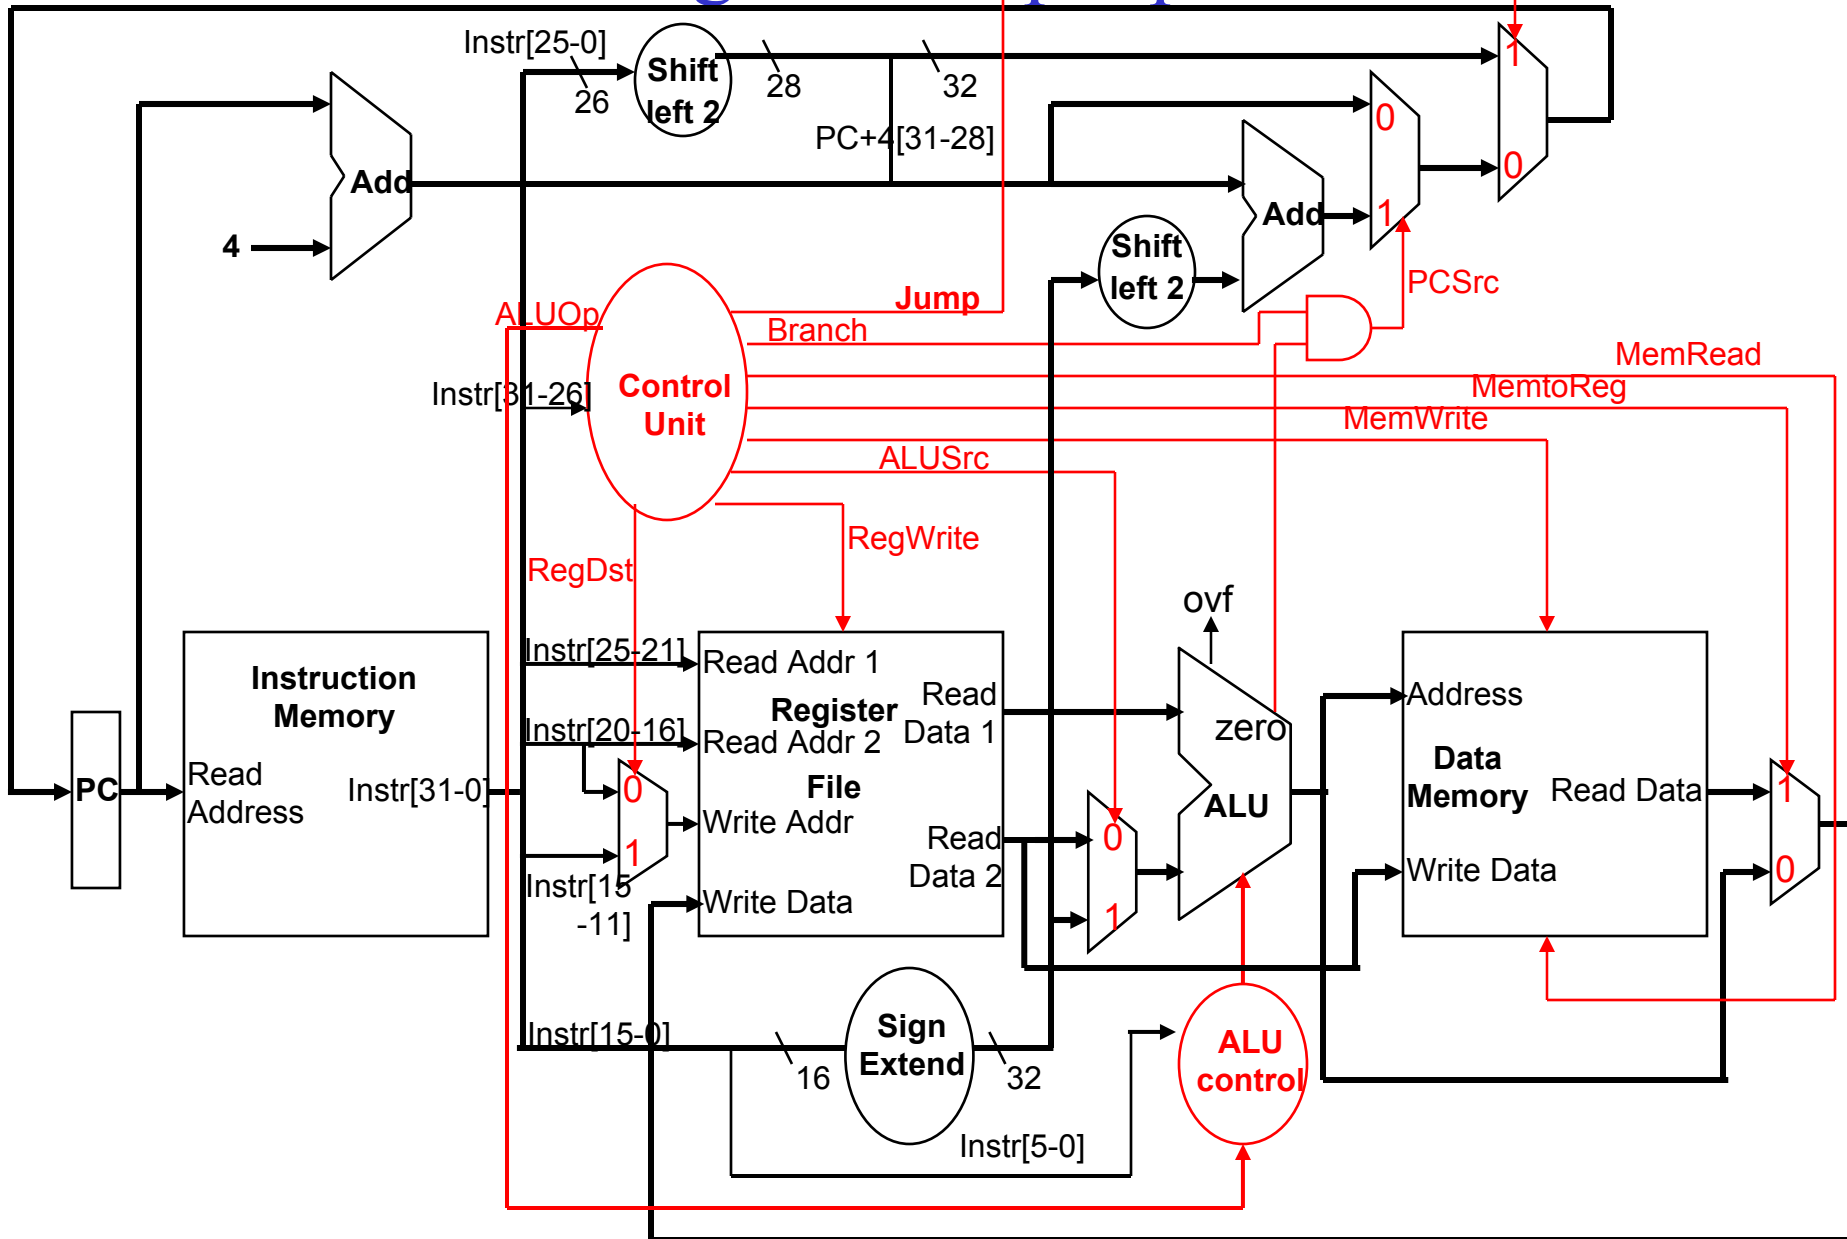 Instr[25-0]
26
Shift
left 2
28
32
PC+4[31-28]
1
0
0
1
Add
4
Add
Shift
left 2
PCSrc
ALUOp
Jump
Branch
MemRead
MemtoReg
MemWrite
ALUSrc
Instr[31-26]
Control
Unit
RegWrite
RegDst
ovf
Instruction
Memory
Read
Address
Instr[31-0]
PC
Instr[25-21]
Instr[20-16]
0
1
Instr[15
-11]
Read Addr 1
Register
Read Addr 2
File
Write Addr
Write Data
Read
Data 1
Read
Data 2
0
1
zero
ALU
Address
Data
Memory
Read Data
Write Data
1
0
Instr[15-0]
16
Sign
Extend
32
ALU
control
Instr[5-0]